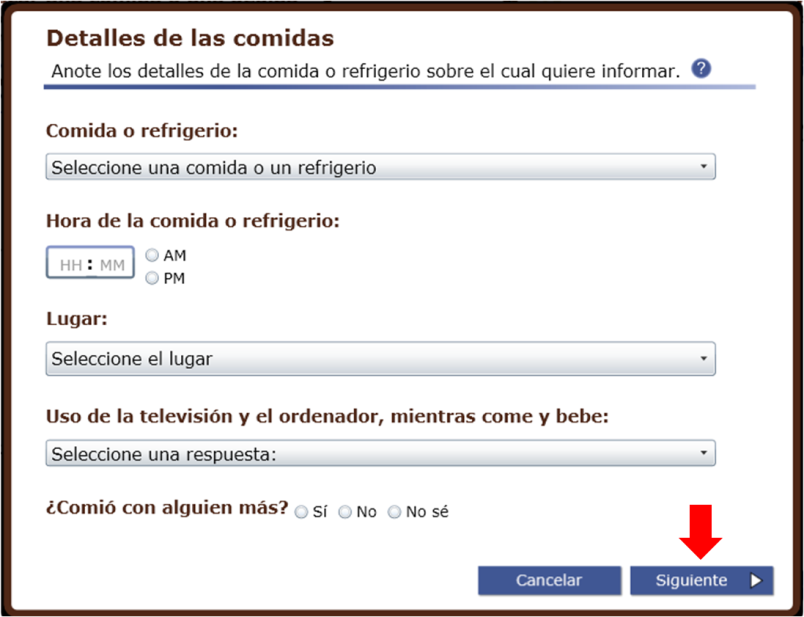 Detalles de las comidas
Anote los detalles de la comida o refrigerio sobre el cual quiere informar. ?
Comida o refrigerio:
Seleccione una comida o un refrigerio
Hora de la comida o refrigerio:
HH : MM AM
PM
Lugar:
Seleccione el lugar
Uso de la televisión y el ordenador, mientras come y bebe:
Seleccione una respuesta:
¿Comió con alguien más? Sí No No sé
Cancelar Siguiente